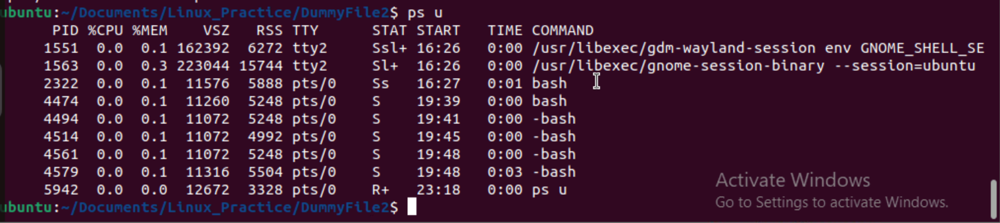 ubuntu:~/Documents/Linux_Practice/DummyFile2$ ps u
PID %CPU %MEM VSZ RSS TTY STAT START TIME COMMAND
1551 0.0 0.1 162392 6272 tty2 Ssl+ 16:26 0:00 /usr/libexec/gdm-wayland-session env GNOME_SHELL_SE
1563 0.0 0.3 223044 15744 tty2 Sl+ 16:26 0:00 /usr/libexec/gnome-session-binary --session=ubuntu
2322 0.0 0.1 11576 5888 pts/0 Ss 16:27 0:01 bash
4474 0.0 0.1 11260 5248 pts/0 S 19:39 0:00 bash
4494 0.0 0.1 11072 5248 pts/0 S 19:41 0:00 -bash
4514 0.0 0.1 11072 4992 pts/0 S 19:45 0:00 -bash
4561 0.0 0.1 11072 5248 pts/0 S 19:48 0:00 -bash
4579 0.0 0.1 11316 5504 pts/0 S 19:48 0:03 -bash
5942 0.0 0.0 12672 3328 pts/0 R+ 23:18 0:00 ps u
ubuntu:~/Documents/Linux_Practice/DummyFile2$
Activate Windows
Go to Settings to activate Windows.